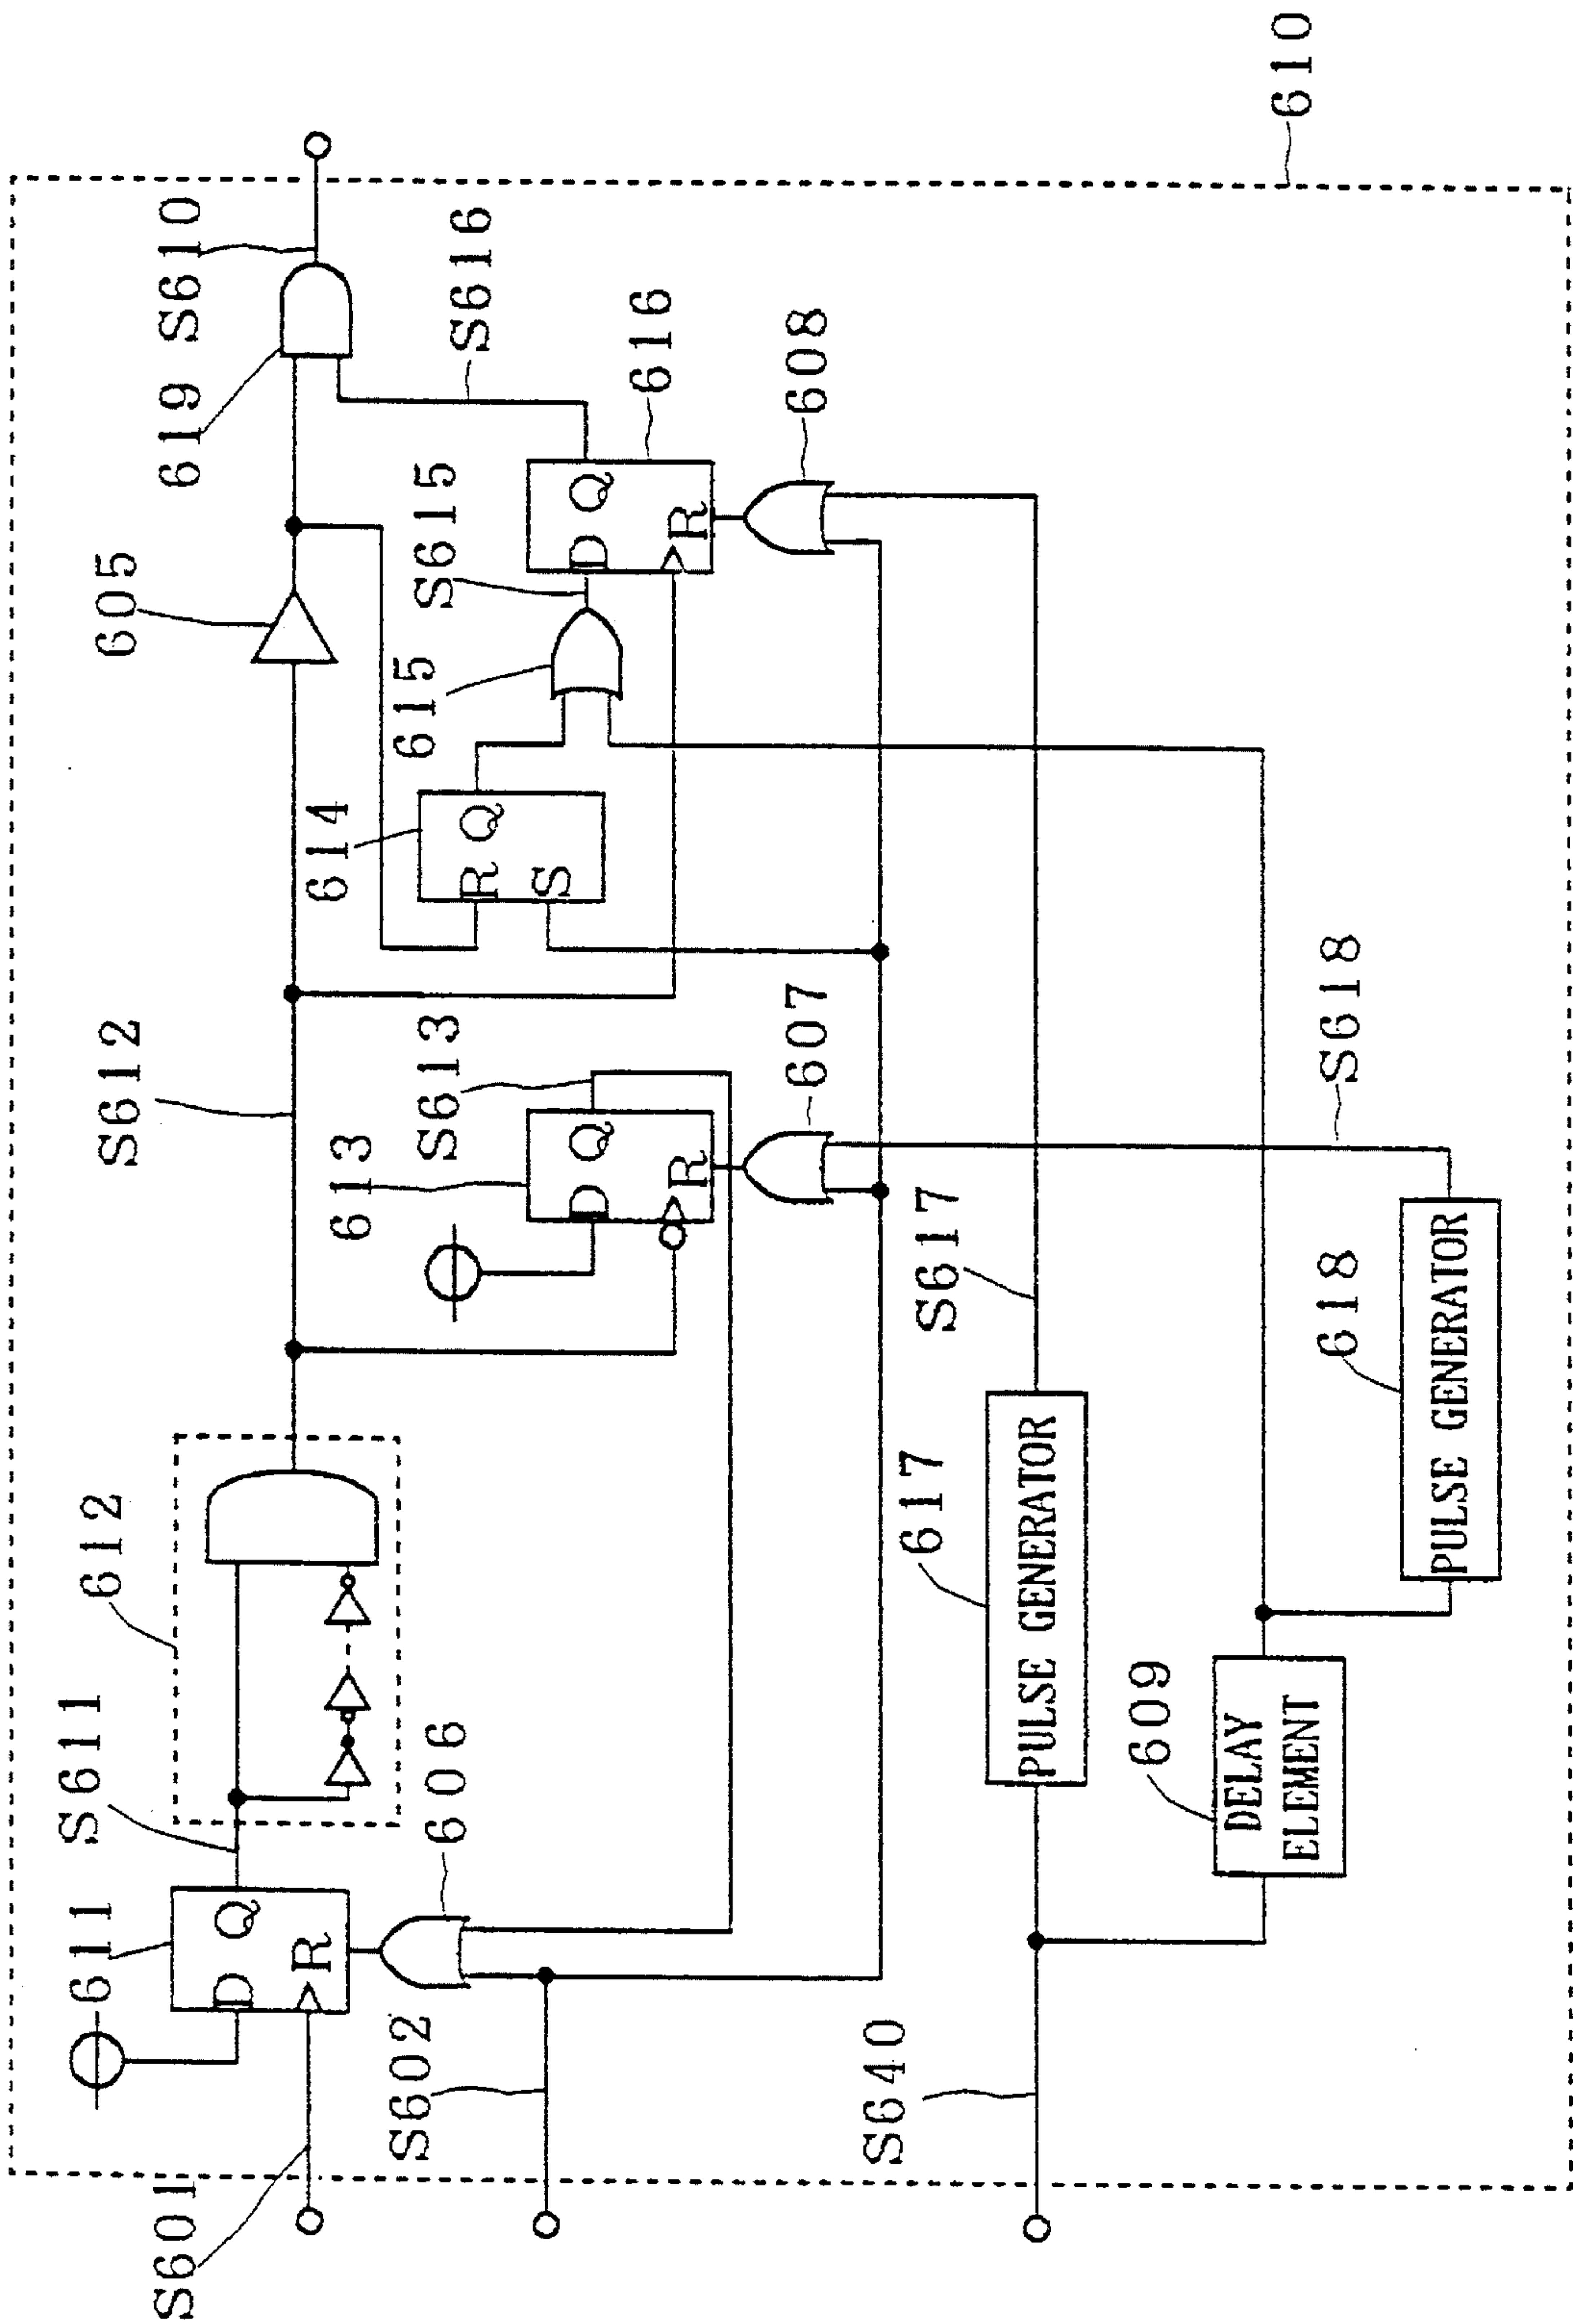 610
605
619 S610
S612
S616
612
614
615 S615
616
S611
613 S613
608
611
606
607
S601
S602
S617
617
PULSE GENERATOR
S640
609
DELAY
ELEMENT
618
S618
PULSE GENERATOR
D Q
R
D Q
R
R Q
S
D Q
R